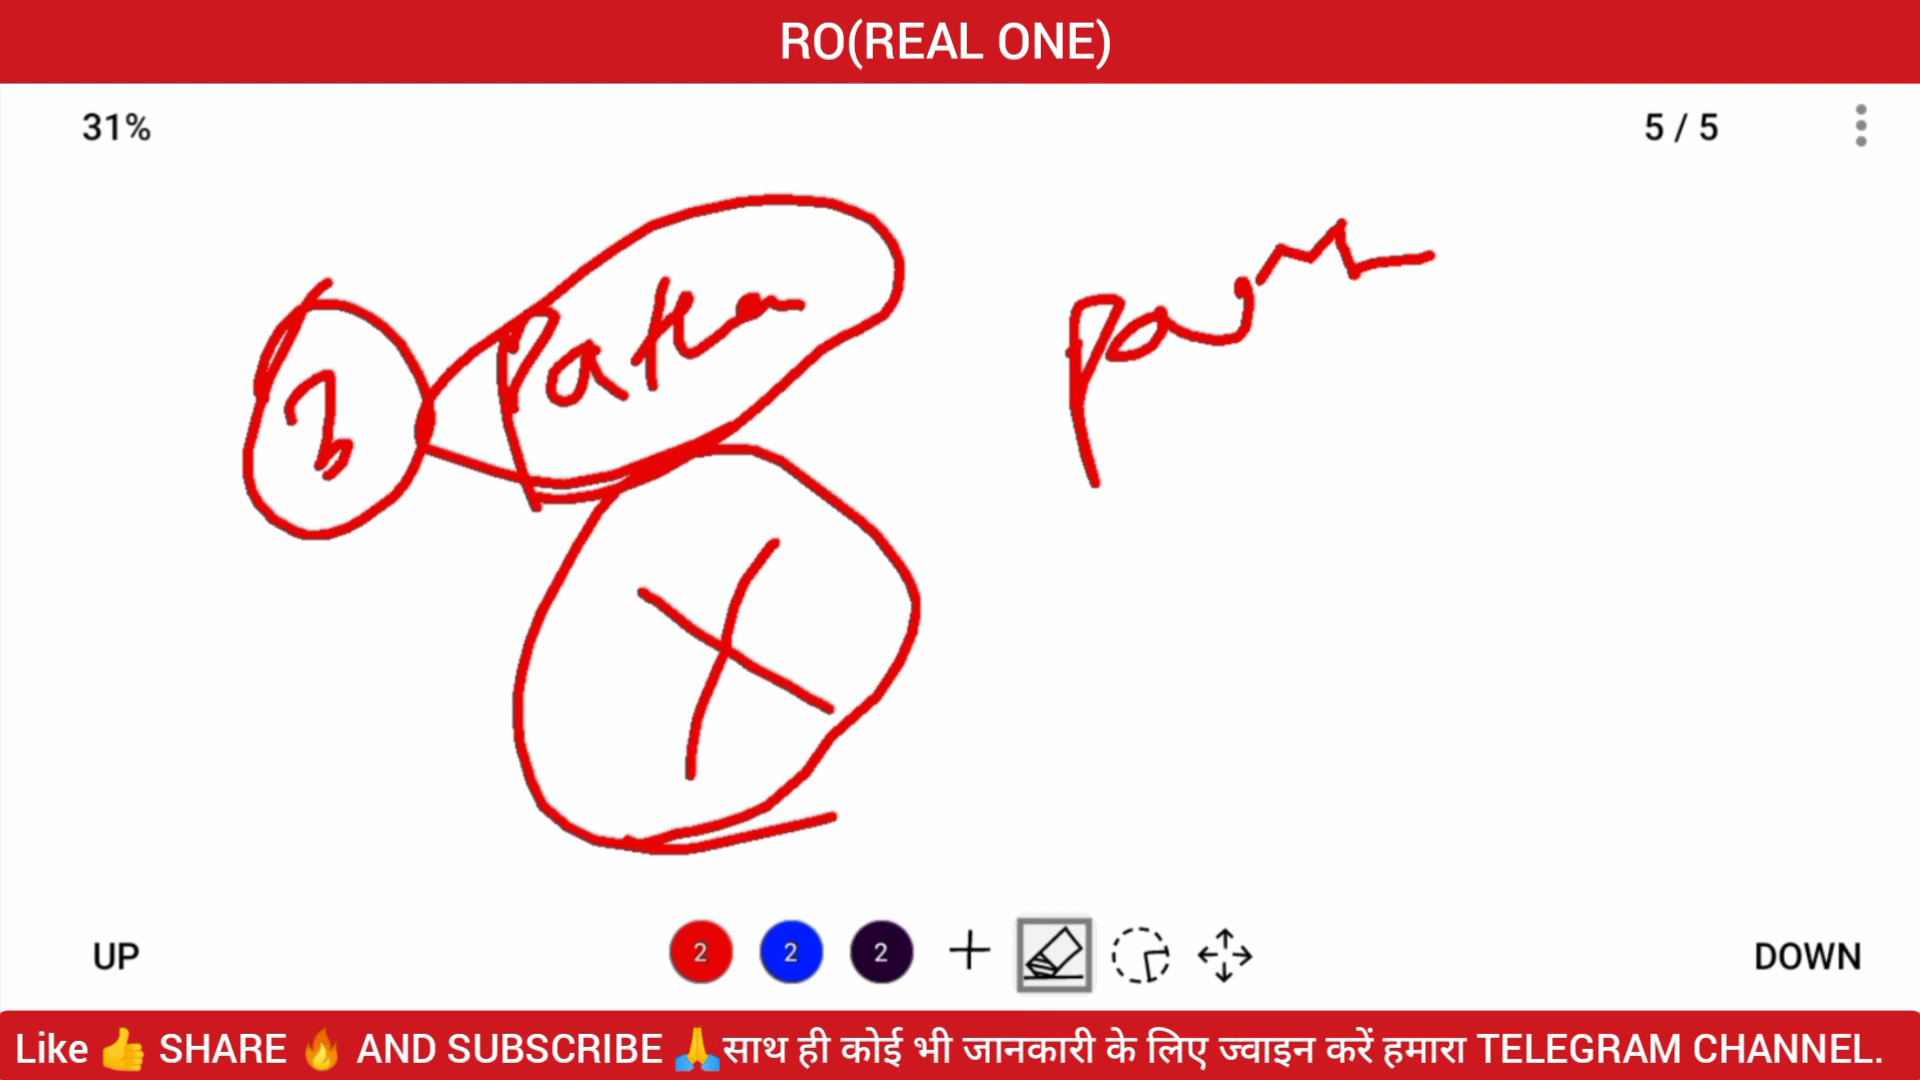 RO(REAL ONE)
31%
5 / 5
3
UP
2
2
2
DOWN
Like 👍 SHARE 🔥 AND SUBSCRIBE 🙏साथ ही कोई भी जानकारी के लिए ज्वाइन करें हमारा TELEGRAM CHANNEL.